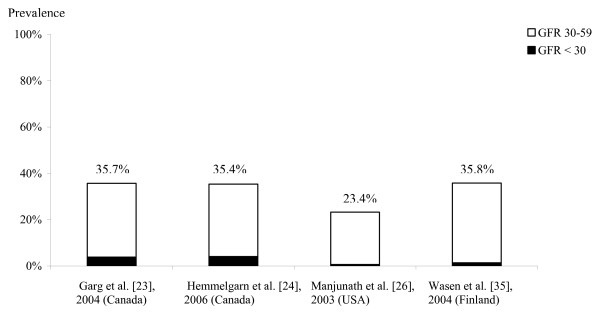 Prevalence
GFR 30-59
GFR < 30
100%
80%
60%
40%
20%
0%
35.7%
35.4%
23.4%
35.8%
Garg et al. [23],
2004 (Canada)
Hemmelgarn et al. [24],
2006 (Canada)
Manjunath et al. [26],
2003 (USA)
Wasen et al. [35],
2004 (Finland)